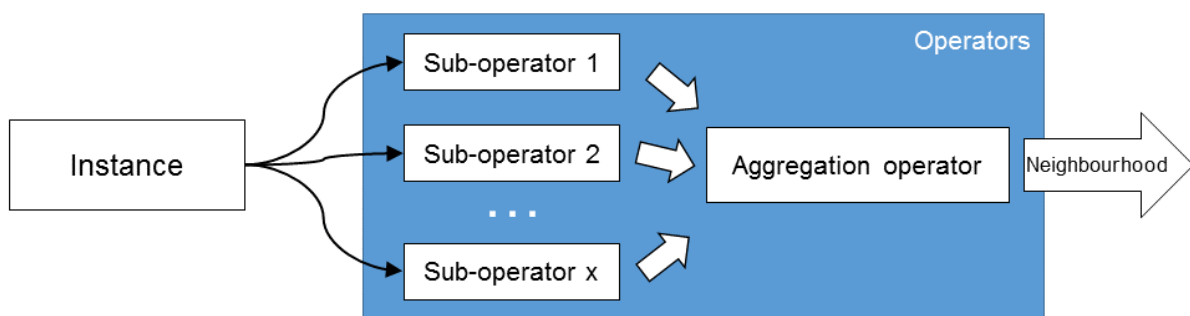 Operators
Sub-operator 1
Instance
Sub-operator 2
Aggregation operator
Neighbourhood
...
Sub-operator x